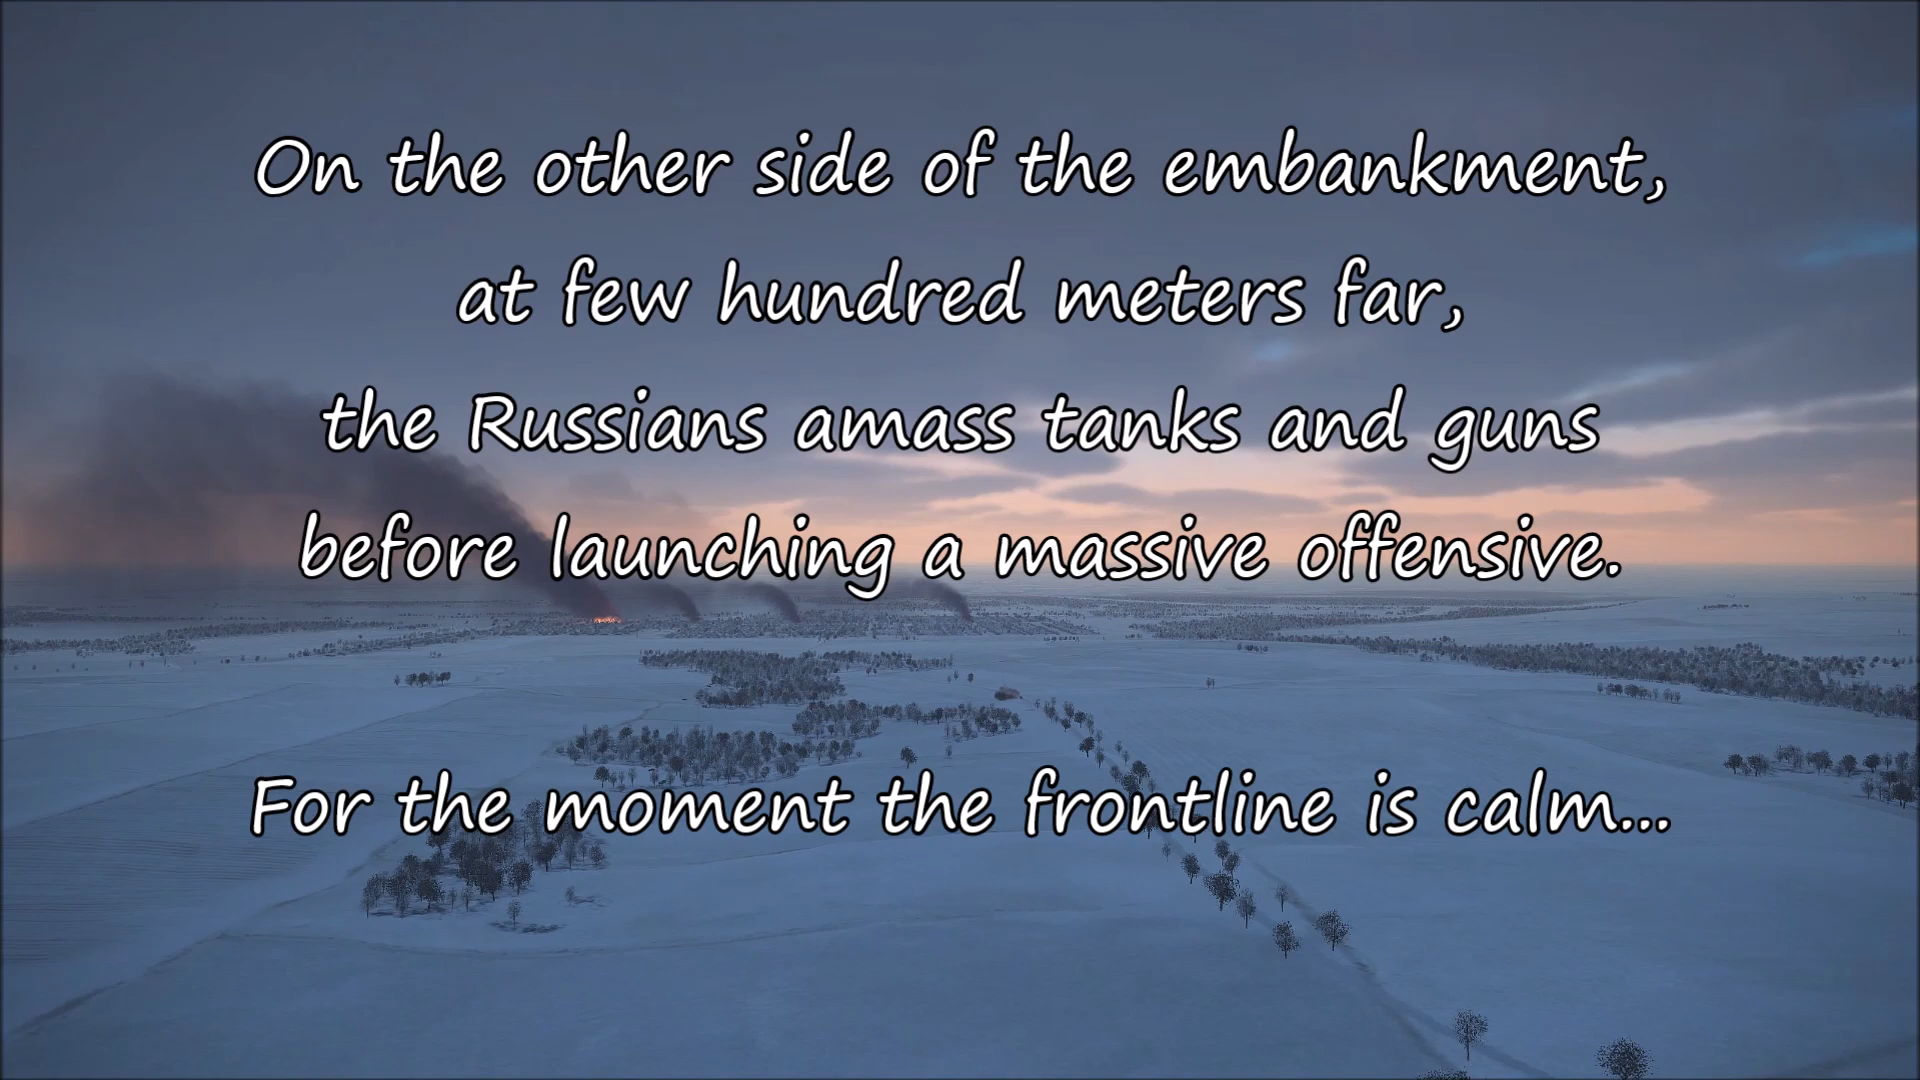 On the other side of the embankment,
at few hundred meters far,
the Russians amass tanks and guns
before launching a massive offensive.
For the moment the frontline is calm...